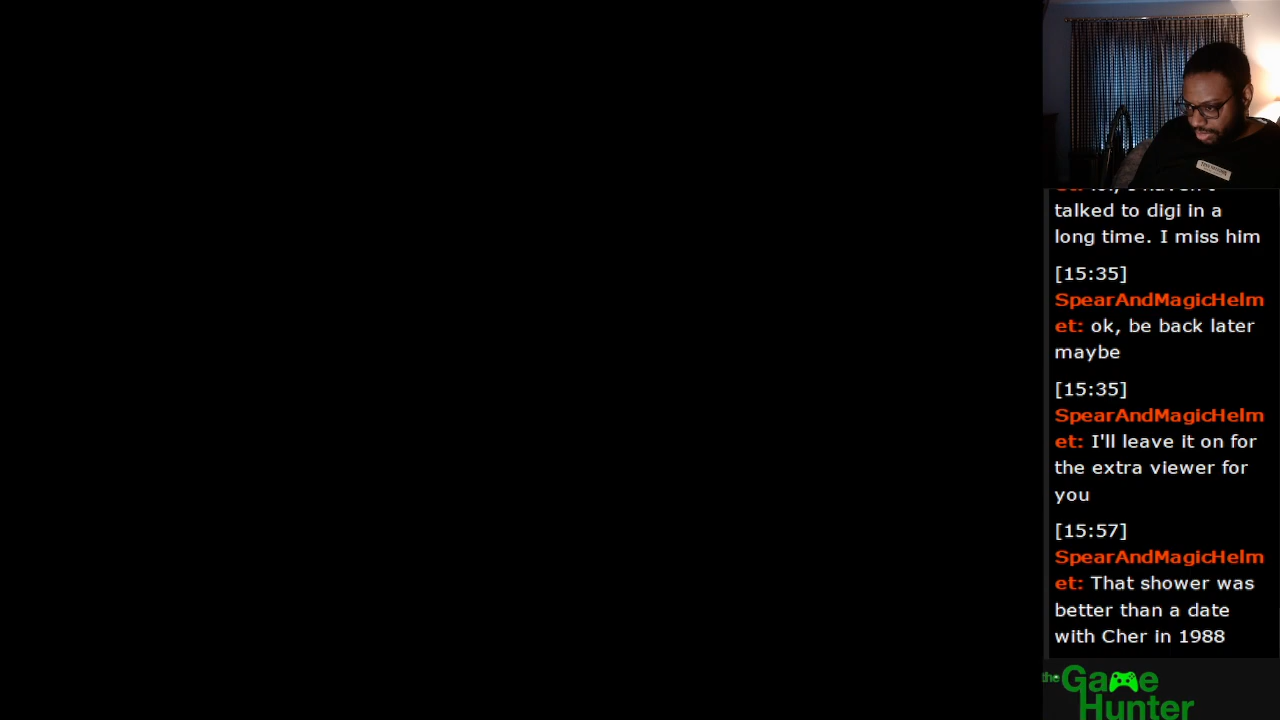 talked to digi in a
long time. I miss him
[15:35]
SpearAndMagicHelm
et: ok, be back later
maybe
[15:35]
SpearAndMagicHelm
et: I'll leave it on for
the extra viewer for
you
[15:57]
SpearAndMagicHelm
et: That shower was
better than a date
with Cher in 1988
the Game
Hunter